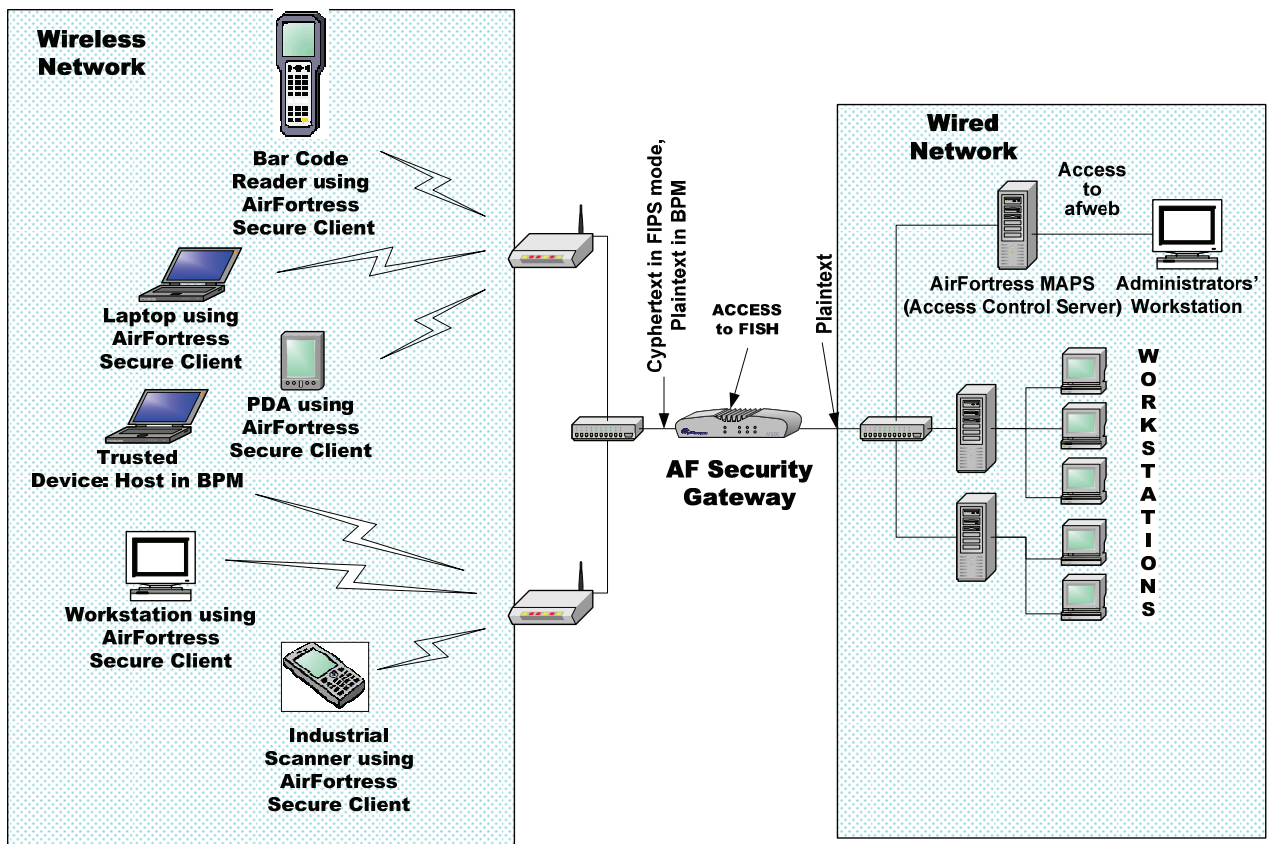 Wireless
Network
Bar Code
Reader using
AirFortress
Secure Client
Laptop using
AirFortress
Secure Client
PDA using
AirFortress
Secure Client
Trusted
Device: Host in BPM
Workstation using
AirFortress
Secure Client
Industrial
Scanner using
AirFortress
Secure Client
Cyphertext in FIPS mode,
Plaintext in BPM
ACCESS
to FISH
AF Security
Gateway
Plaintext
Wired
Network
Access
to
afweb
AirFortress MAPS
(Access Control Server)
Administrators'
Workstation
WORKSTATIONS